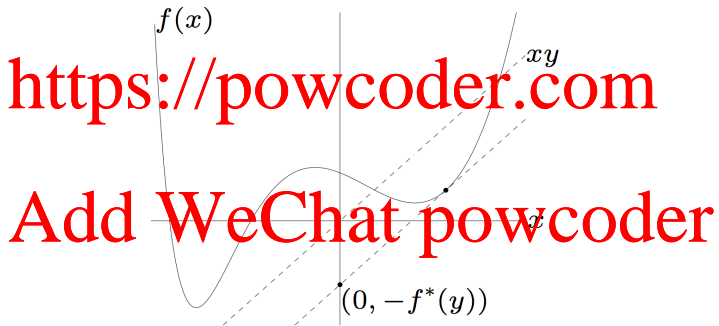 f(x)
xy
https://powcoder.com
Add WeChat powcoder
x
(0, −f*(y))